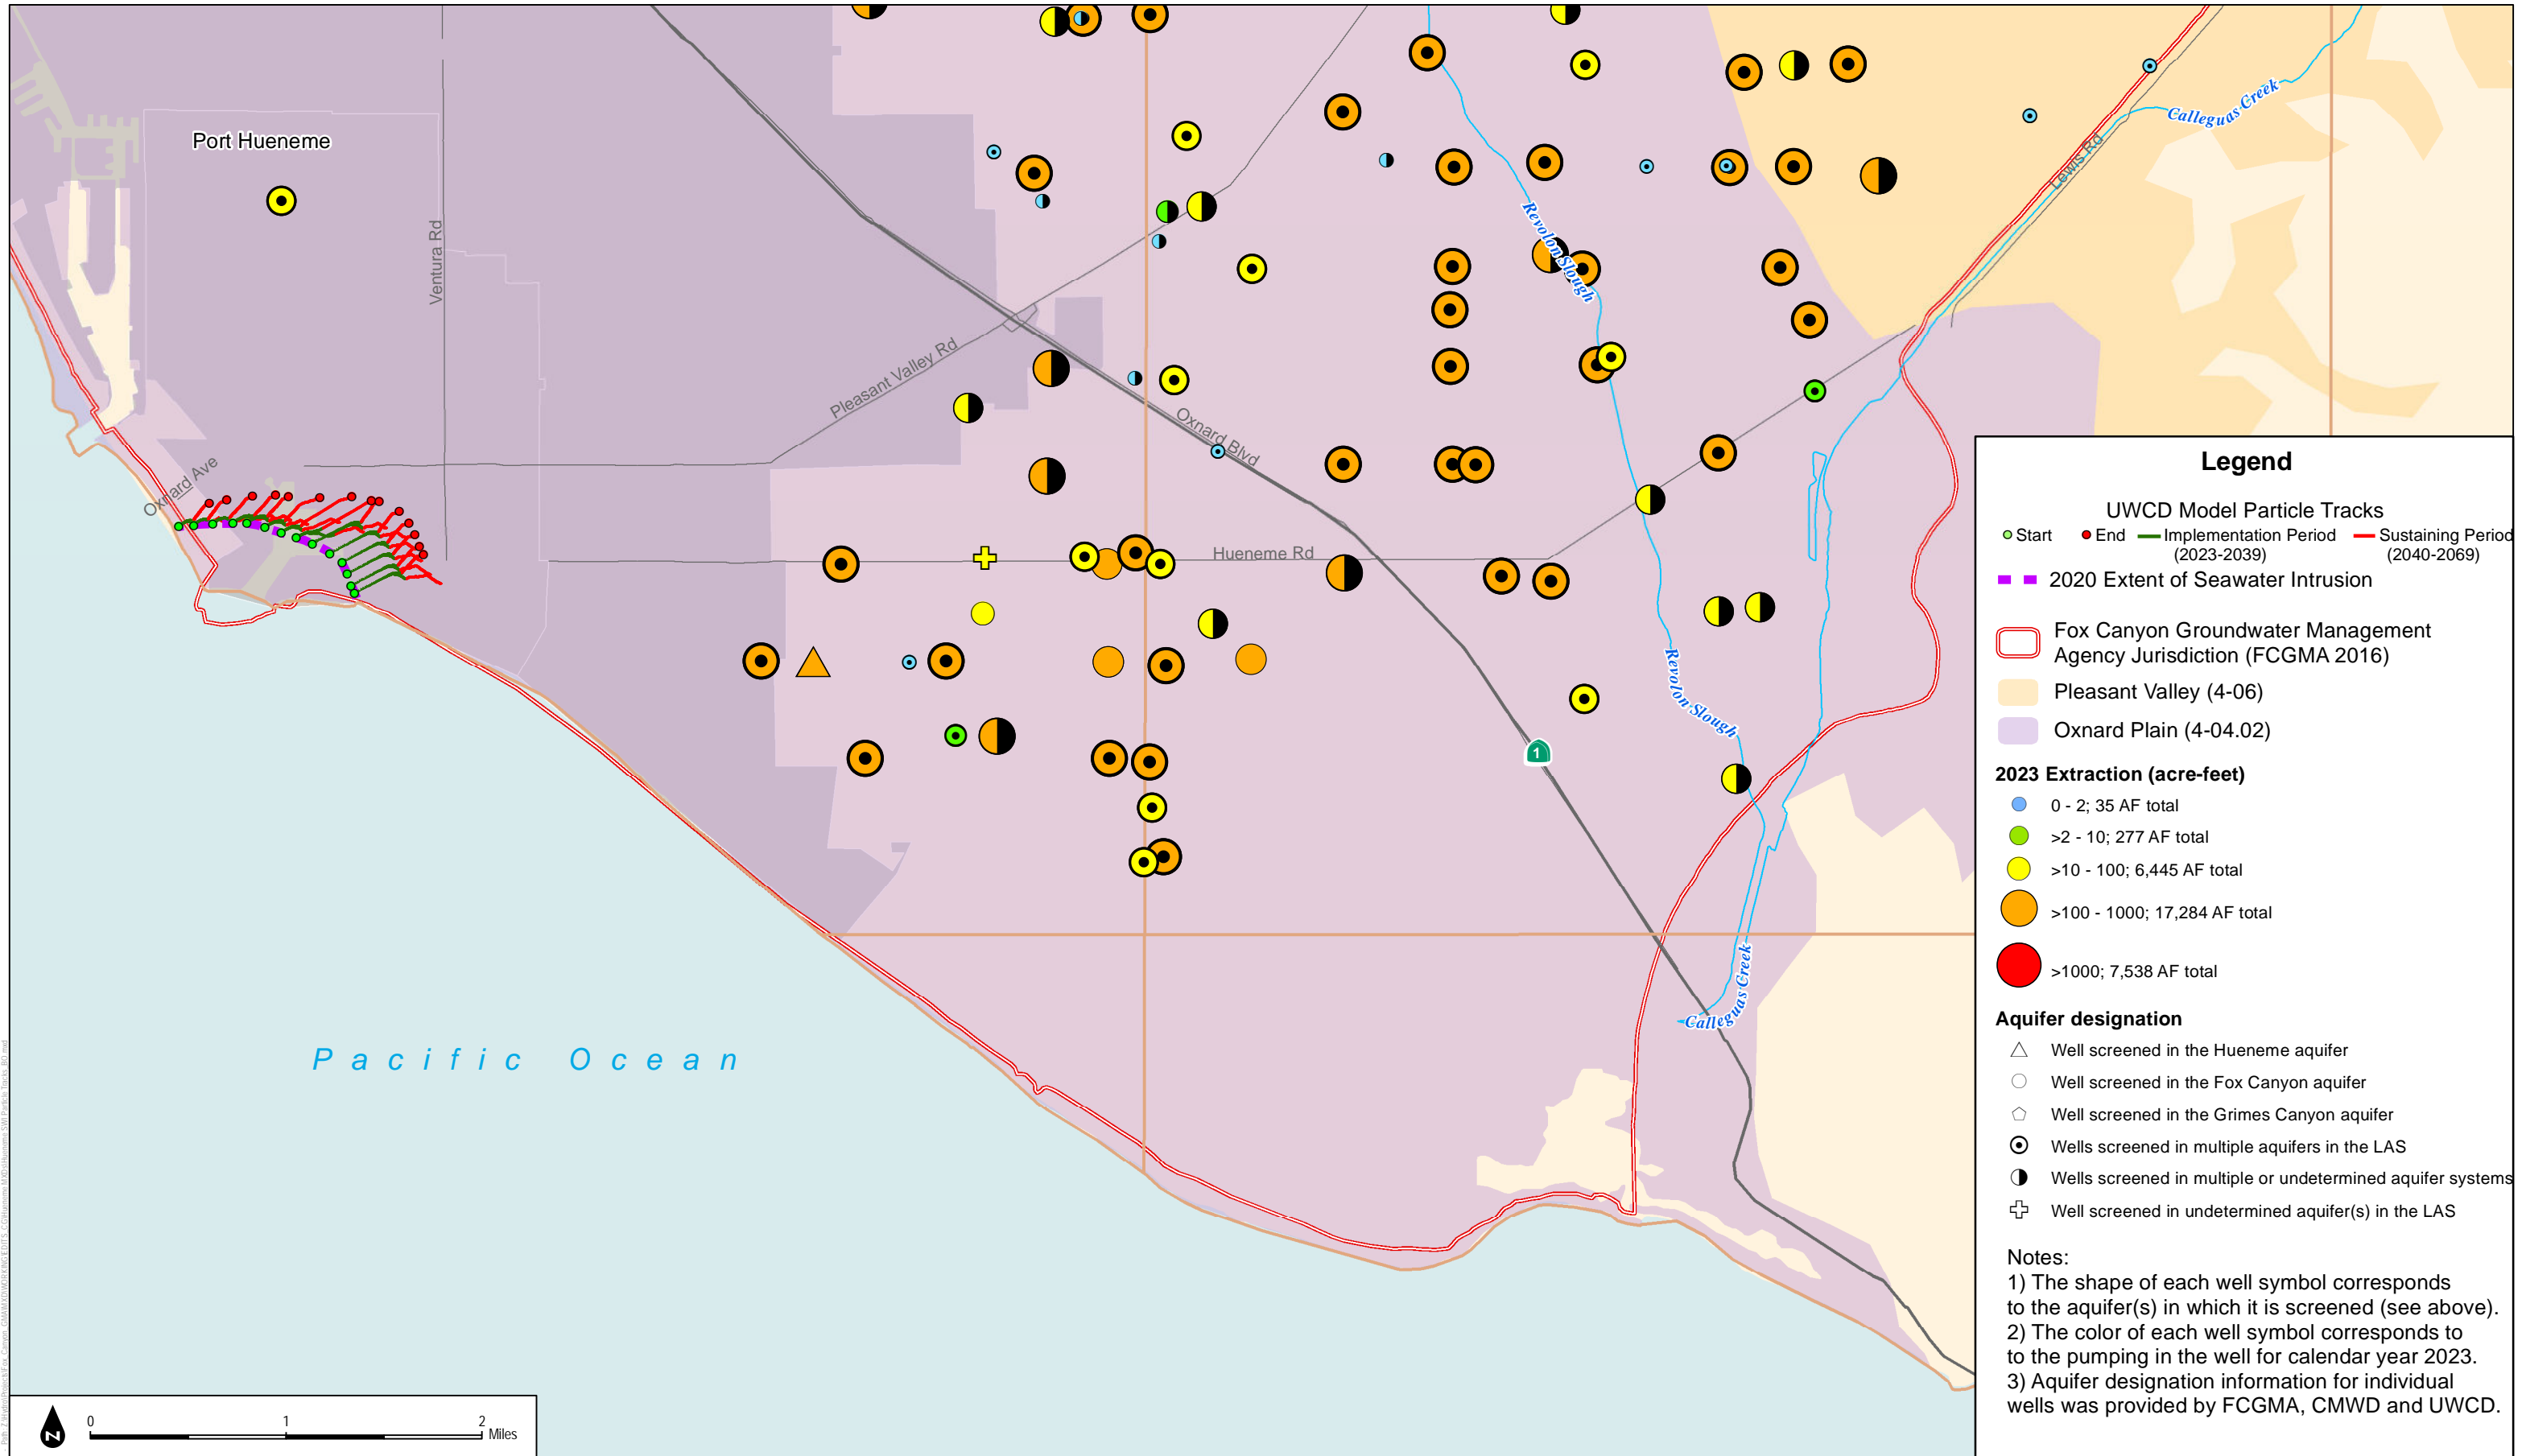 Port Hueneme
Ventura Rd
Oxnard Ave
Pleasant Valley Rd
Oxnard Blvd
Hueneme Rd
Revolon Slough
Revolon Slough
Calleguas Creek
Calleguas Creek
Lewis Rd
1
Pacific Ocean
N
0 1 2
Miles
Legend
UWCD Model Particle Tracks
Start End Implementation Period Sustaining Period
(2023-2039) (2040-2069)
2020 Extent of Seawater Intrusion
Fox Canyon Groundwater Management
Agency Jurisdiction (FCGMA 2016)
Pleasant Valley (4-06)
Oxnard Plain (4-04.02)
2023 Extraction (acre-feet)
0 - 2; 35 AF total
>2 - 10; 277 AF total
>10 - 100; 6,445 AF total
>100 - 1000; 17,284 AF total
>1000; 7,538 AF total
Aquifer designation
Well screened in the Hueneme aquifer
Well screened in the Fox Canyon aquifer
Well screened in the Grimes Canyon aquifer
Wells screened in multiple aquifers in the LAS
Wells screened in multiple or undetermined aquifer systems
Well screened in undetermined aquifer(s) in the LAS
Notes:
1) The shape of each well symbol corresponds
to the aquifer(s) in which it is screened (see above).
2) The color of each well symbol corresponds to
to the pumping in the well for calendar year 2023.
3) Aquifer designation information for individual
wells was provided by FCGMA, CMWD and UWCD.